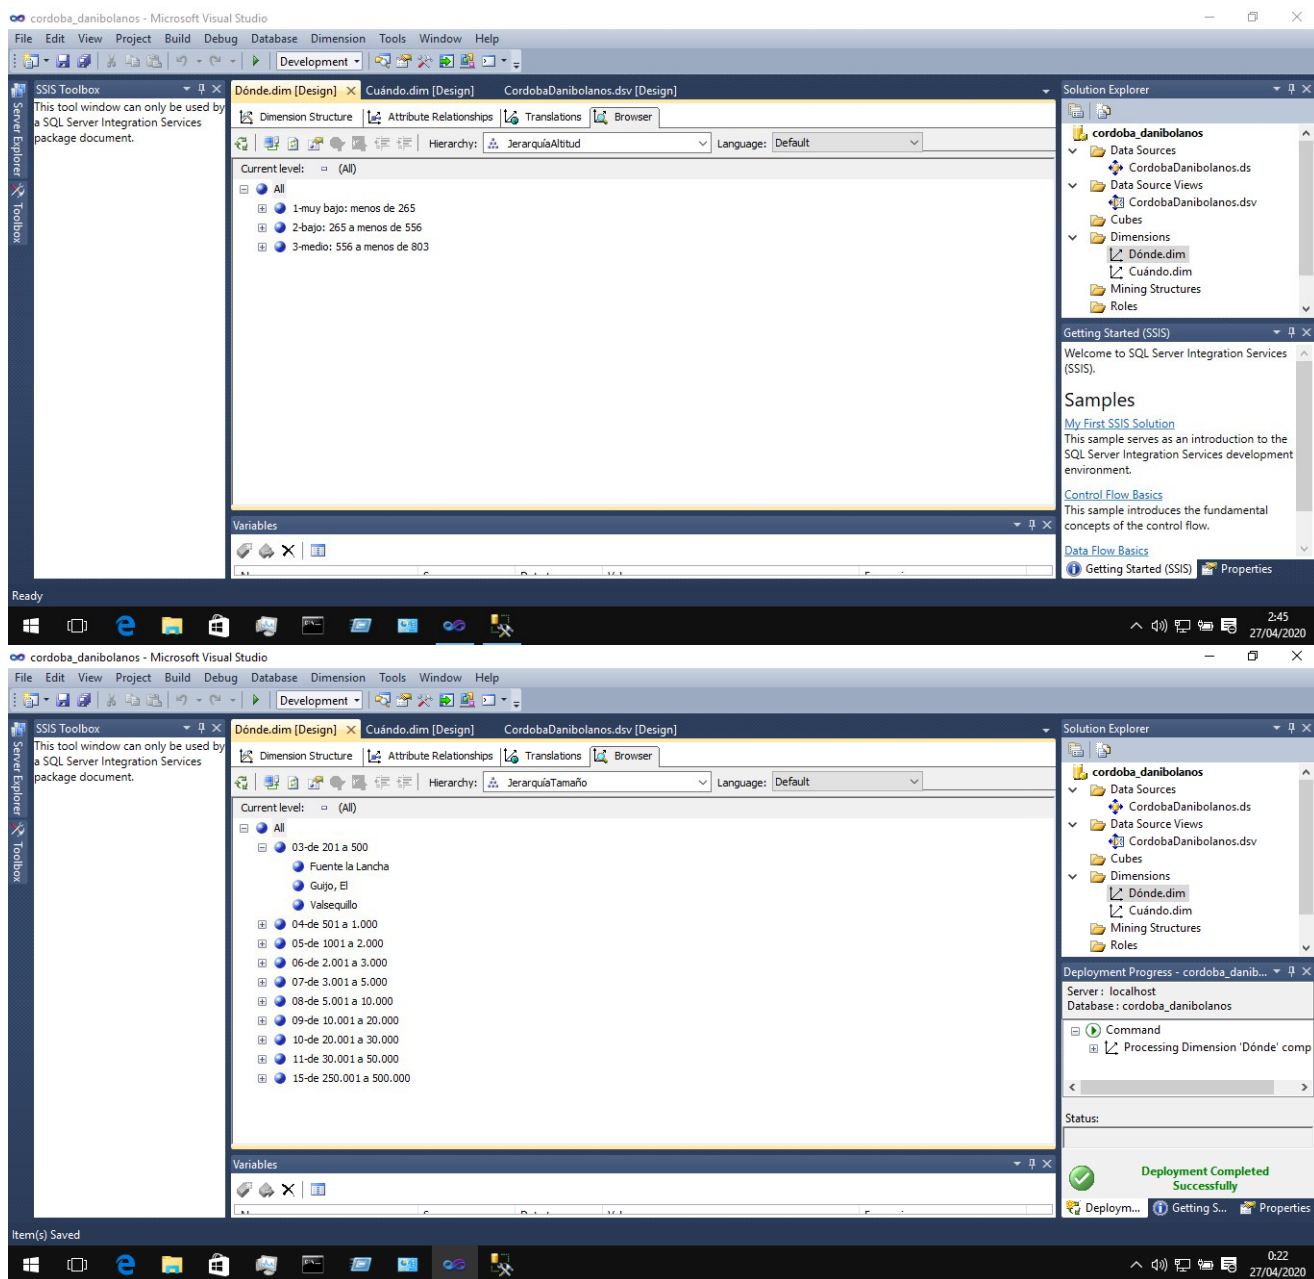 cordoba_danibolanos - Microsoft Visual Studio
File Edit View Project Build Debug Database Dimension Tools Window Help
Development
Server Explorer
Toolbox
SSIS Toolbox
This tool window can only be used by
a SQL Server Integration Services
package document.
Dónde.dim [Design] Cuándo.dim [Design] CordobaDanibolanos.dsv [Design]
Dimension Structure Attribute Relationships Translations Browser
Hierarchy: JerarquíaAltitud Language: Default
Current level: (All)
All
1-muy bajo: menos de 265
2-bajo: 265 a menos de 556
3-medio: 556 a menos de 803
Variables
Solution Explorer
cordoba_danibolanos
Data Sources
CordobaDanibolanos.ds
Data Source Views
CordobaDanibolanos.dsv
Cubes
Dimensions
Dónde.dim
Cuándo.dim
Mining Structures
Roles
Getting Started (SSIS)
Welcome to SQL Server Integration Services
(SSIS).
Samples
My First SSIS Solution
This sample serves as an introduction to the
SQL Server Integration Services development
environment.
Control Flow Basics
This sample introduces the fundamental
concepts of the control flow.
Data Flow Basics
Getting Started (SSIS) Properties
Ready
2:45
27/04/2020
cordoba_danibolanos - Microsoft Visual Studio
File Edit View Project Build Debug Database Dimension Tools Window Help
Development
Server Explorer
Toolbox
SSIS Toolbox
This tool window can only be used by
a SQL Server Integration Services
package document.
Dónde.dim [Design] Cuándo.dim [Design] CordobaDanibolanos.dsv [Design]
Dimension Structure Attribute Relationships Translations Browser
Hierarchy: JerarquíaTamaño Language: Default
Current level: (All)
All
03-de 201 a 500
Fuente la Lancha
Guijo, El
Valsequillo
04-de 501 a 1.000
05-de 1001 a 2.000
06-de 2.001 a 3.000
07-de 3.001 a 5.000
08-de 5.001 a 10.000
09-de 10.001 a 20.000
10-de 20.001 a 30.000
11-de 30.001 a 50.000
15-de 250.001 a 500.000
Variables
Solution Explorer
cordoba_danibolanos
Data Sources
CordobaDanibolanos.ds
Data Source Views
CordobaDanibolanos.dsv
Cubes
Dimensions
Dónde.dim
Cuándo.dim
Mining Structures
Roles
Deployment Progress - cordoba_danib...
Server : localhost
Database : cordoba_danibolanos
Command
Processing Dimension 'Dónde' comp
Status:
Deployment Completed
Successfully
Deploym... Getting S... Properties
Item(s) Saved
0:22
27/04/2020